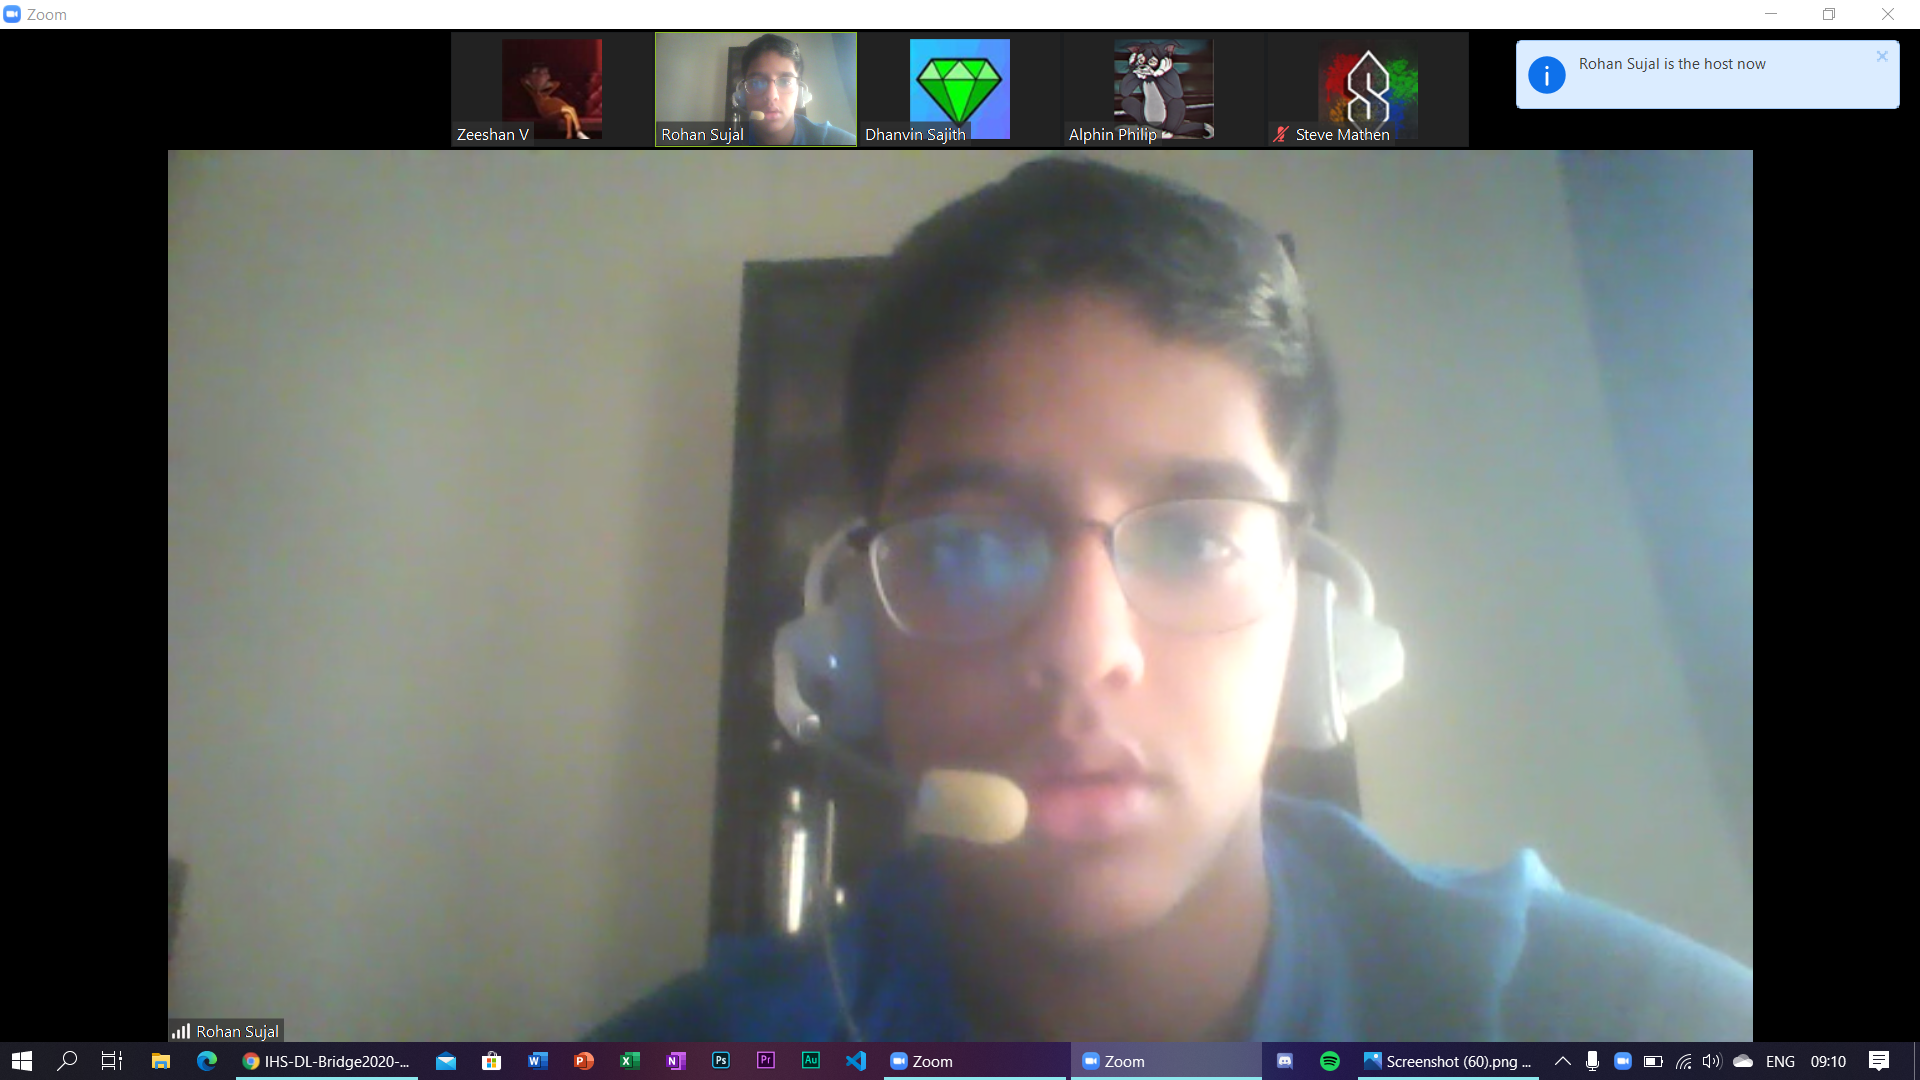 Zoom
Zeeshan V
Rohan Sujal
Dhanvin Sajith
Alphin Philip
Steve Mathen
Rohan Sujal is the host now
Rohan Sujal
IHS-DL-Bridge2020-...
Zoom
Zoom
Screenshot (60).png ...
ENG
09:10